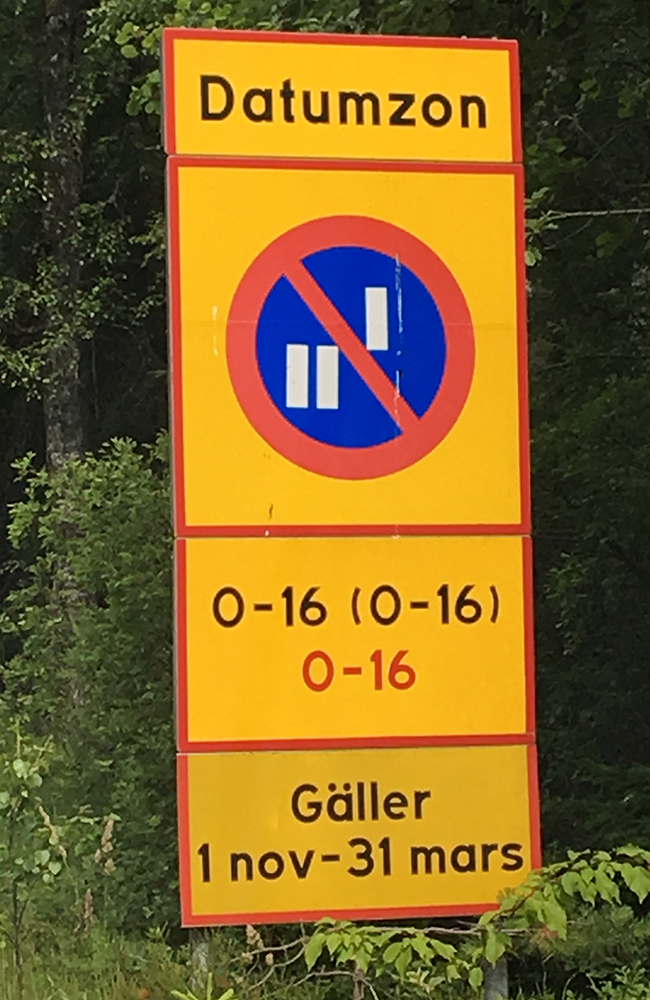 Datumzon
0-16 (0-16)
0-16
Gäller
1 nov-31 mars